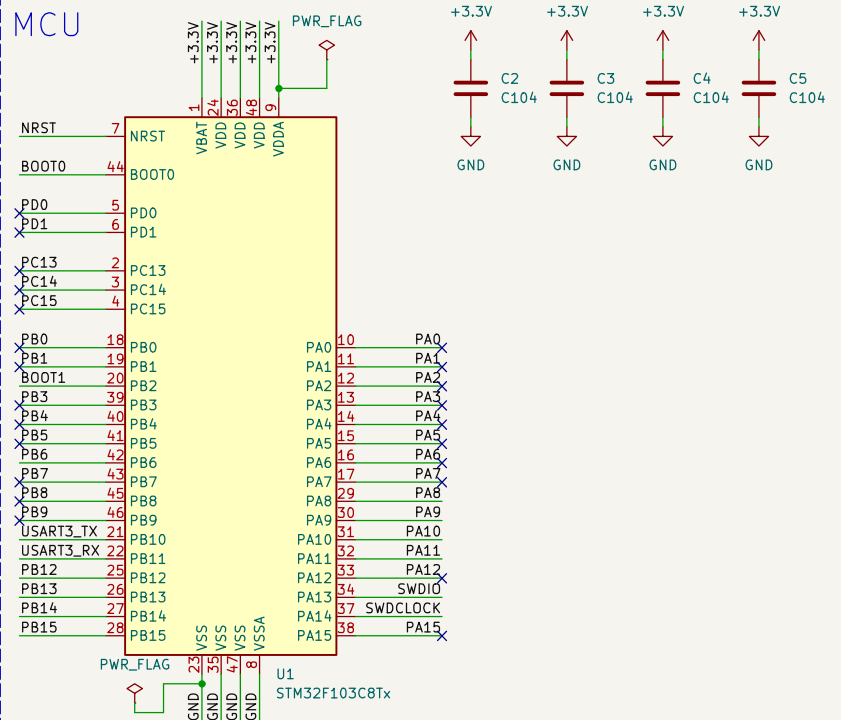 MCU
+3.3V +3.3V +3.3V +3.3V +3.3V
PWR_FLAG
+3.3V +3.3V +3.3V +3.3V
C2 C3 C4 C5
C104 C104 C104 C104
GND GND GND GND
1 24 36 48 9
VBAT VDD VDD VDD VDDA
NRST 7 NRST
BOOT0 44 BOOT0
PD0 5 PD0
PD1 6 PD1
PC13 2 PC13
PC14 3 PC14
PC15 4 PC15
PB0 18 PB0 PA0 10 PA0
PB1 19 PB1 PA1 11 PA1
BOOT1 20 PB2 PA2 12 PA2
PB3 39 PB3 PA3 13 PA3
PB4 40 PB4 PA4 14 PA4
PB5 41 PB5 PA5 15 PA5
PB6 42 PB6 PA6 16 PA6
PB7 43 PB7 PA7 17 PA7
PB8 45 PB8 PA8 29 PA8
PB9 46 PB9 PA9 30 PA9
USART3_TX 21 PB10 PA10 31 PA10
USART3_RX 22 PB11 PA11 32 PA11
PB12 25 PB12 PA12 33 PA12
PB13 26 PB13 PA13 34 SWDIO
PB14 27 PB14 PA14 37 SWDCLOCK
PB15 28 PB15 PA15 38 PA15
VSS VSS VSS VSSA
23 35 47 8
PWR_FLAG
U1
STM32F103C8Tx
GND GND GND GND